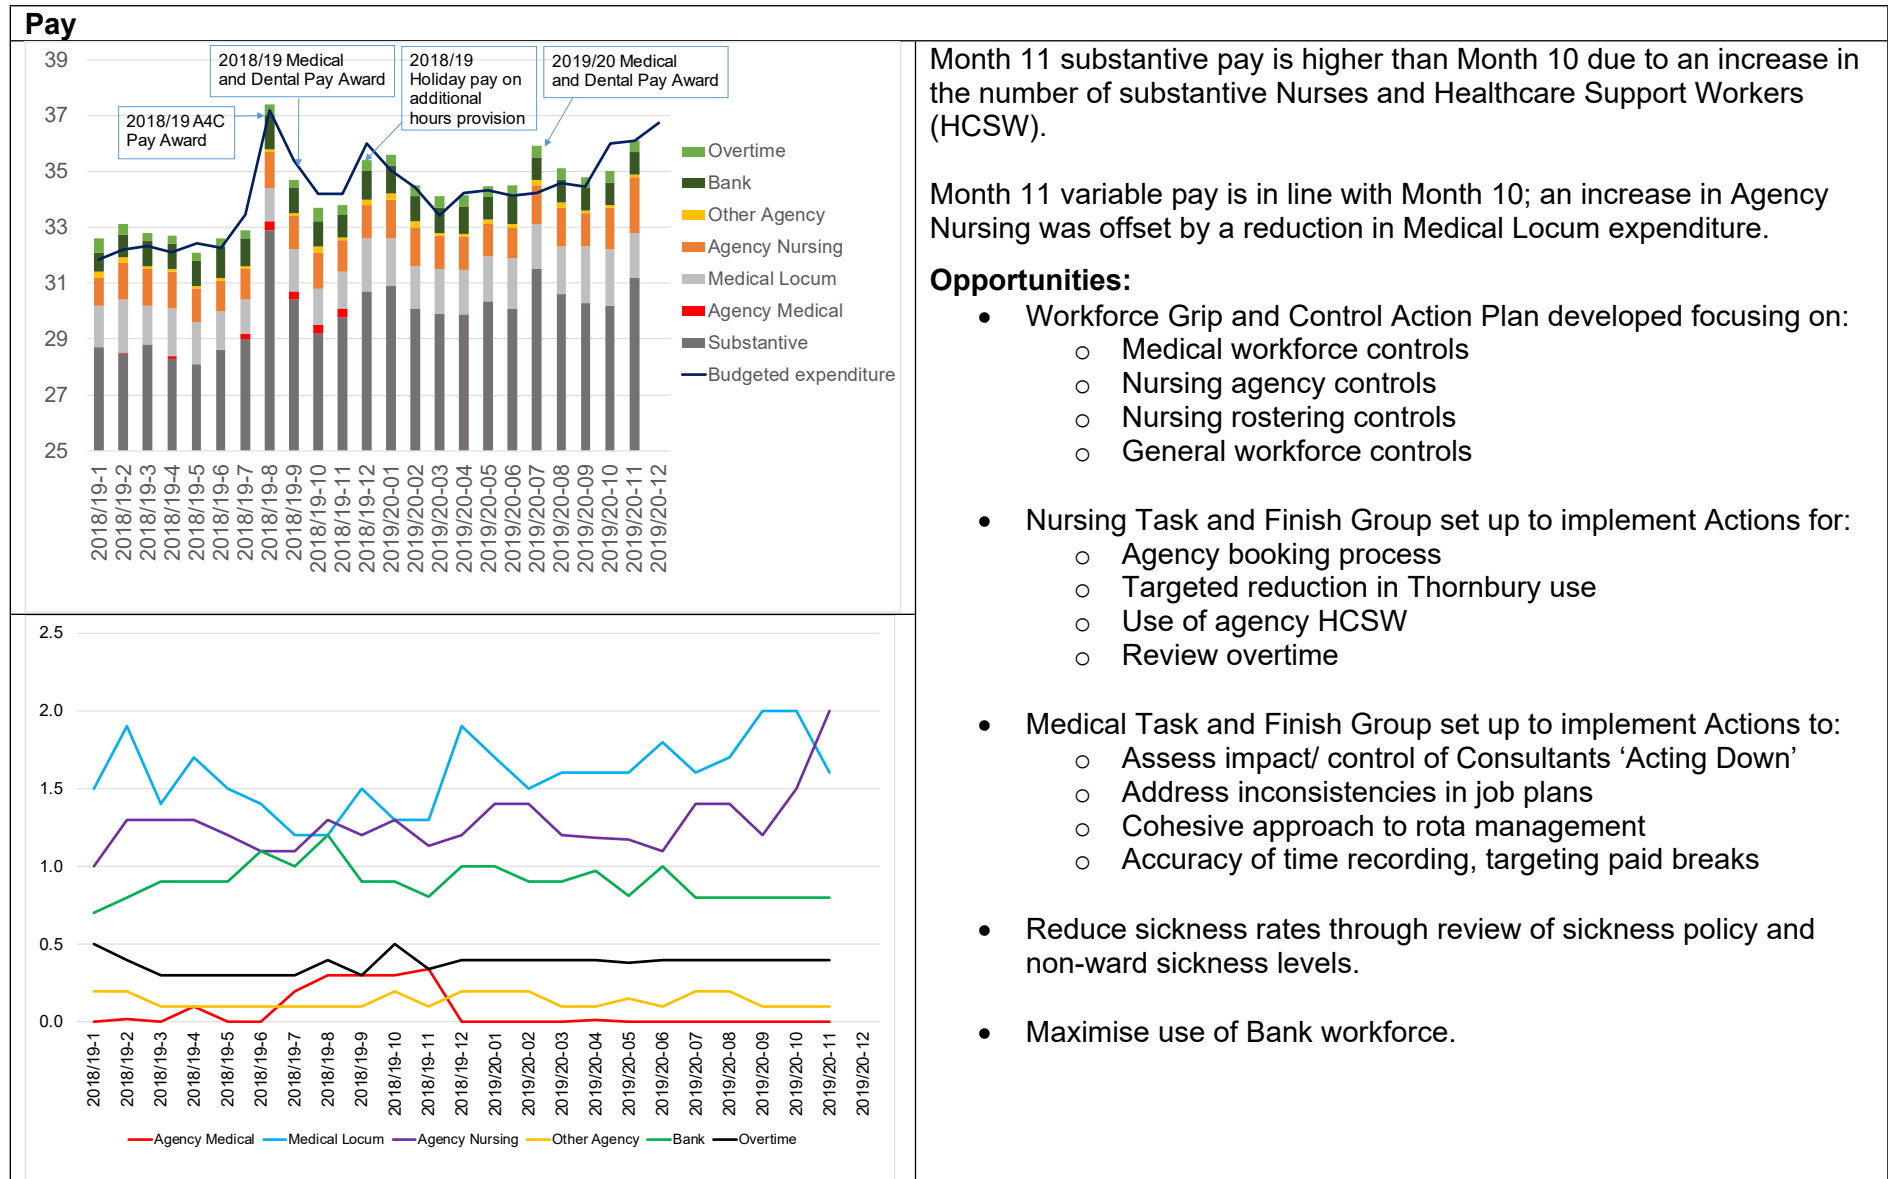 Pay
39
37
35
33
31
29
27
25
2018/19 A4C
Pay Award
2018/19 Medical
and Dental Pay Award
2018/19
Holiday pay on
additional
hours provision
2019/20 Medical
and Dental Pay Award
Overtime
Bank
Other Agency
Agency Nursing
Medical Locum
Agency Medical
Substantive
Budgeted expenditure
2018/19-1
2018/19-2
2018/19-3
2018/19-4
2018/19-5
2018/19-6
2018/19-7
2018/19-8
2018/19-9
2018/19-10
2018/19-11
2018/19-12
2019/20-01
2019/20-02
2019/20-03
2019/20-04
2019/20-05
2019/20-06
2019/20-07
2019/20-08
2019/20-09
2019/20-10
2019/20-11
2019/20-12
2.5
2.0
1.5
1.0
0.5
0.0
2018/19-1
2018/19-2
2018/19-3
2018/19-4
2018/19-5
2018/19-6
2018/19-7
2018/19-8
2018/19-9
2018/19-10
2018/19-11
2018/19-12
2019/20-01
2019/20-02
2019/20-03
2019/20-04
2019/20-05
2019/20-06
2019/20-07
2019/20-08
2019/20-09
2019/20-10
2019/20-11
2019/20-12
Agency Medical Medical Locum Agency Nursing Other Agency Bank Overtime
Month 11 substantive pay is higher than Month 10 due to an increase in
the number of substantive Nurses and Healthcare Support Workers
(HCSW).
Month 11 variable pay is in line with Month 10; an increase in Agency
Nursing was offset by a reduction in Medical Locum expenditure.
Opportunities:
• Workforce Grip and Control Action Plan developed focusing on:
o Medical workforce controls
o Nursing agency controls
o Nursing rostering controls
o General workforce controls
• Nursing Task and Finish Group set up to implement Actions for:
o Agency booking process
o Targeted reduction in Thornbury use
o Use of agency HCSW
o Review overtime
• Medical Task and Finish Group set up to implement Actions to:
o Assess impact/ control of Consultants ‘Acting Down’
o Address inconsistencies in job plans
o Cohesive approach to rota management
o Accuracy of time recording, targeting paid breaks
• Reduce sickness rates through review of sickness policy and
non-ward sickness levels.
• Maximise use of Bank workforce.